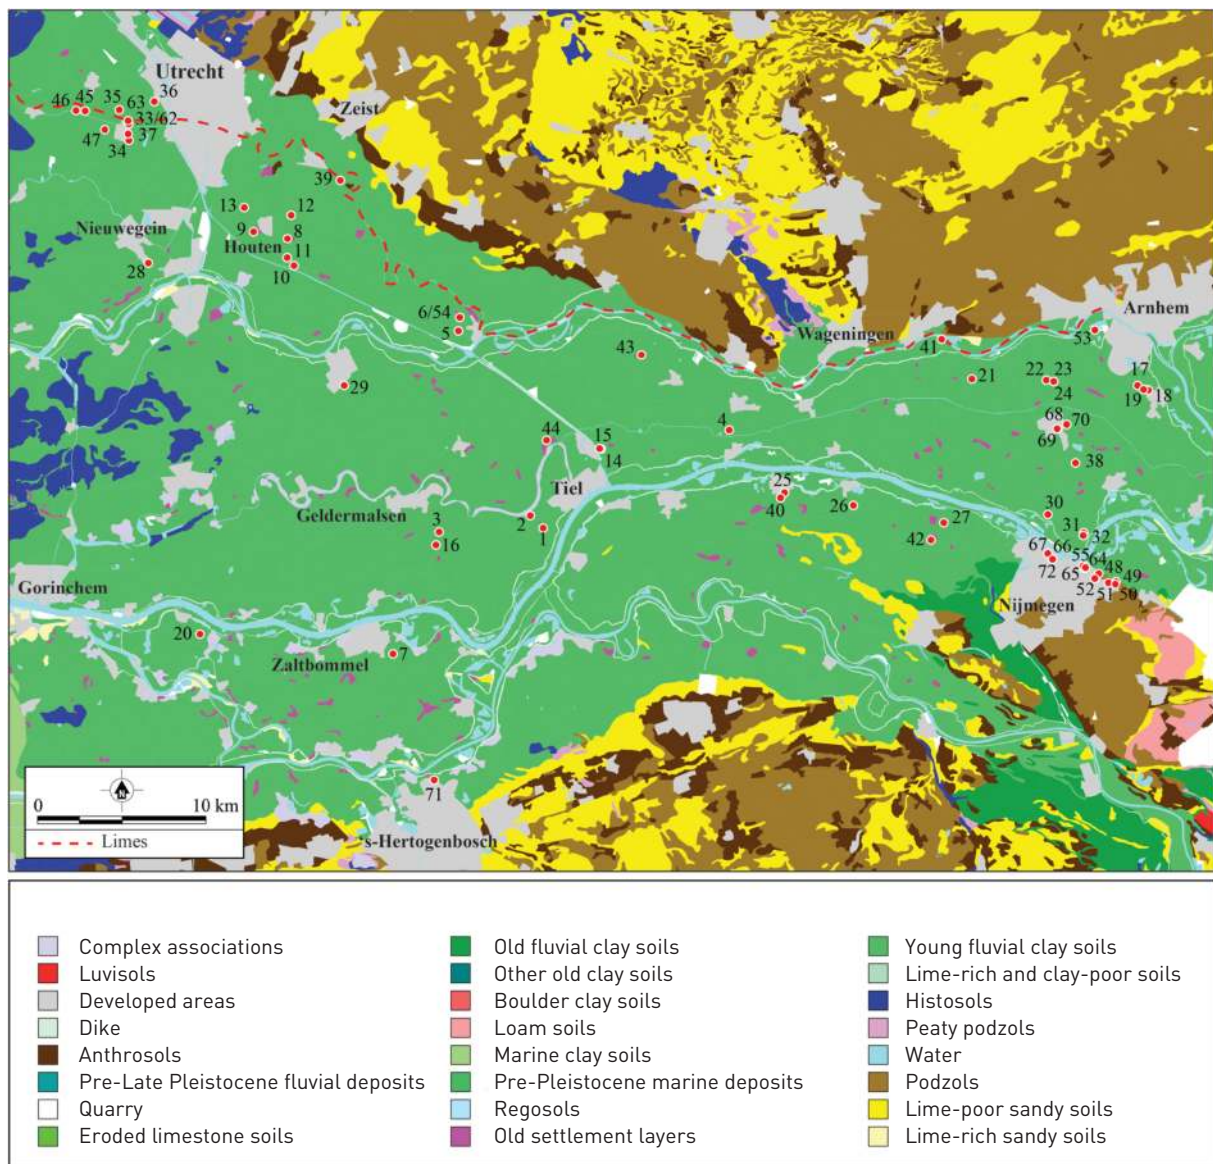 Utrecht
36
63
46 45 35
33/62
37
47
34
Zeist
39
13
12
Nieuwegein
9
8
Houten
11
28
10
6/54
5
Arnhem
Wageningen
53
41
43
17
29
21
22 23
24
19 18
68
70
69
4
44
15
14
38
Tiel
25
40
Geldermalsen
26
30
3
2
1
27
31
32
16
42
67 66
55
64
72
65
48
49
52
51
50
Gorinchem
Nijmegen
20
7
Zaltbommel
N
0 10 km
Limes
71
's-Hertogenbosch
Complex associations
Luvisols
Developed areas
Dike
Anthrosols
Pre-Late Pleistocene fluvial deposits
Quarry
Eroded limestone soils
Old fluvial clay soils
Other old clay soils
Boulder clay soils
Loam soils
Marine clay soils
Pre-Pleistocene marine deposits
Regosols
Old settlement layers
Young fluvial clay soils
Lime-rich and clay-poor soils
Histosols
Peaty podzols
Water
Podzols
Lime-poor sandy soils
Lime-rich sandy soils